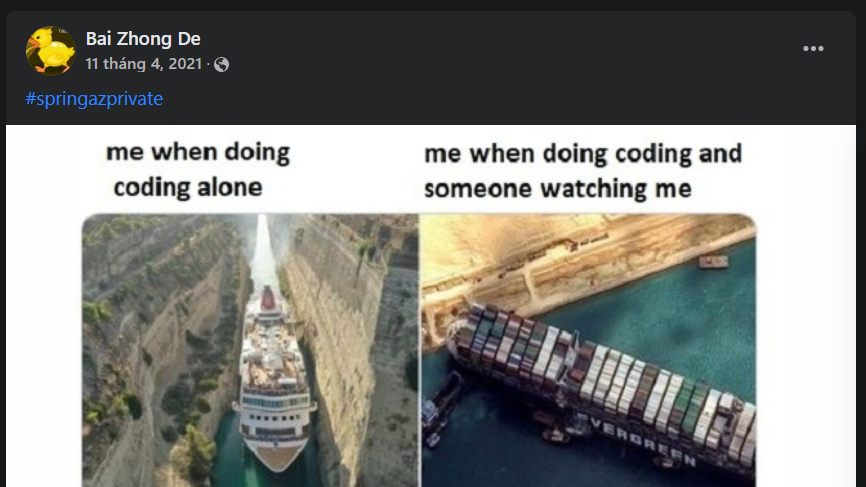 Bai Zhong De
11 tháng 4, 2021 ·
#springazprivate
me when doing
coding alone
me when doing coding and
someone watching me
EVERGREEN